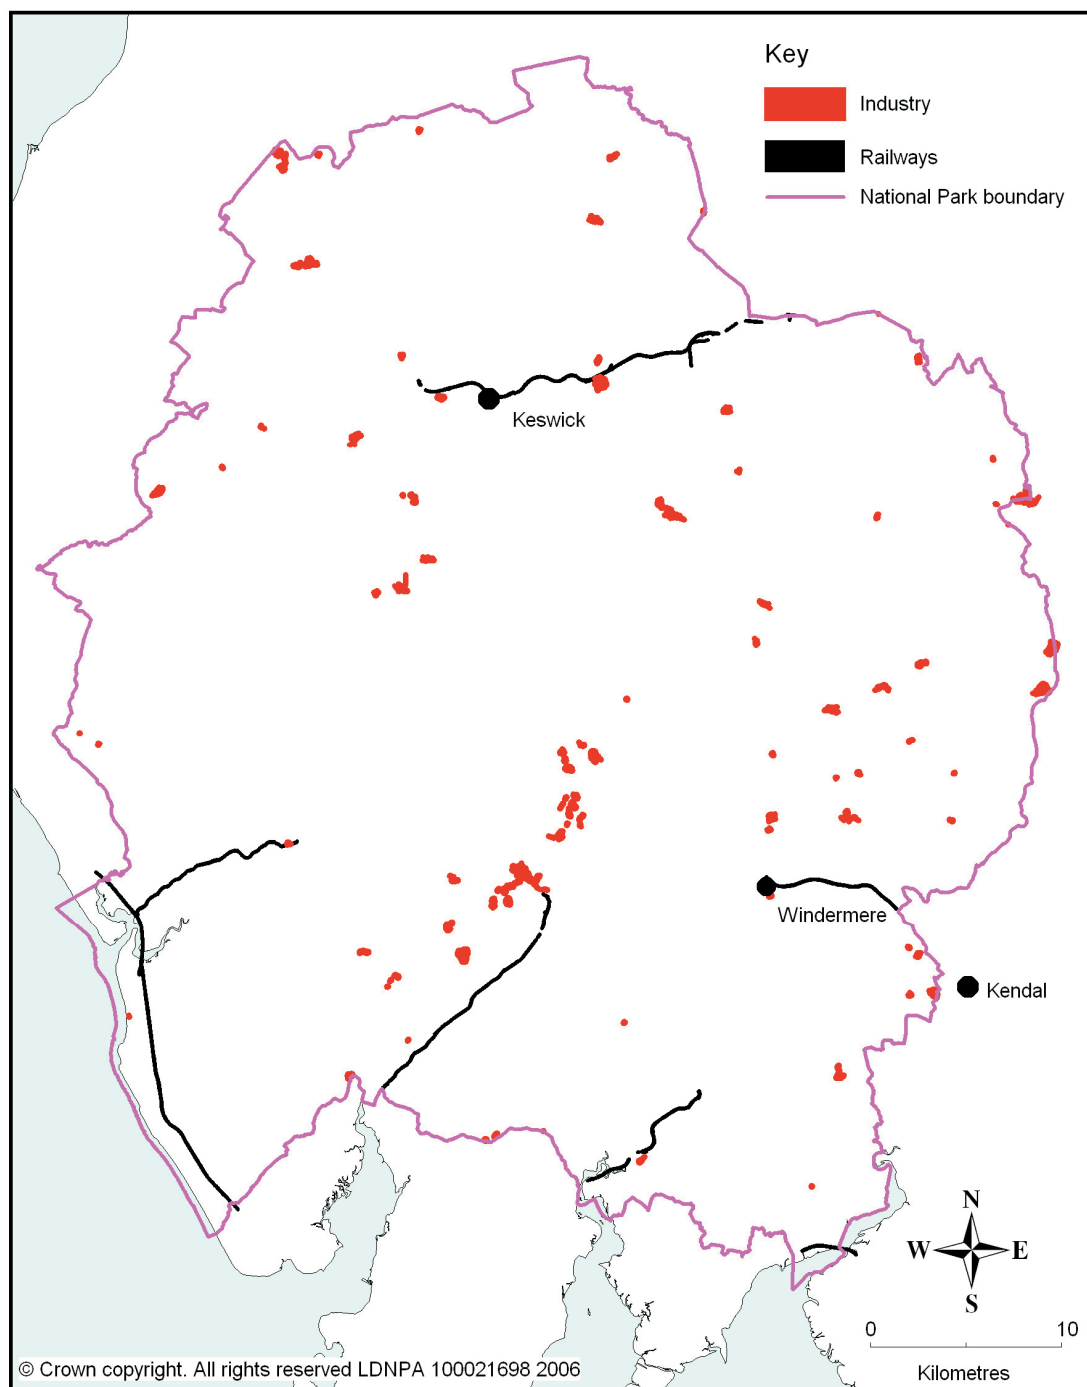 Key
Industry
Railways
National Park boundary
Keswick
Windermere
Kendal
N
W E
S
0 10
Kilometres
© Crown copyright. All rights reserved LDNPA 100021698 2006